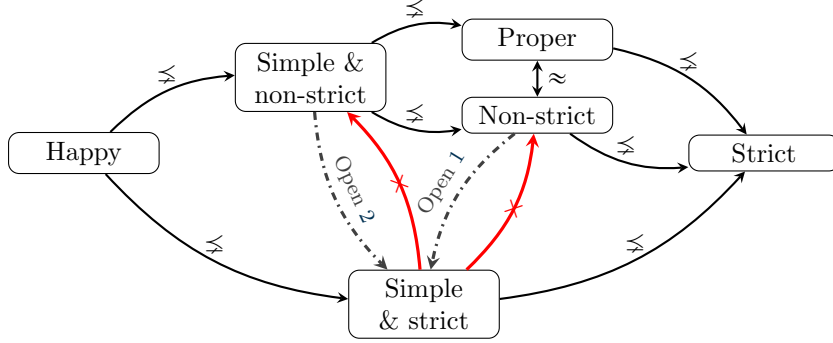 ⋨
Proper
⋨
Simple &
non-strict
⋨
≈
⋨
Non-strict
⋨
Happy
Strict
Open 1
Open 2
⋨
⋨
Simple
& strict